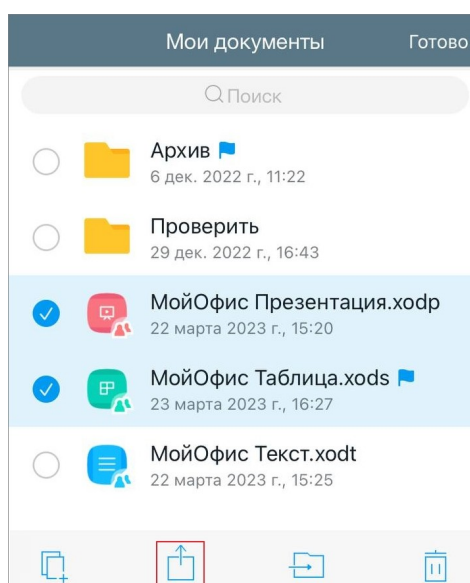 Мои документы Готово
Поиск
Архив
6 дек. 2022 г., 11:22
Проверить
29 дек. 2022 г., 16:43
МойОфис Презентация.xodp
22 марта 2023 г., 15:20
МойОфис Таблица.xods
23 марта 2023 г., 16:27
МойОфис Текст.xodt
22 марта 2023 г., 15:25